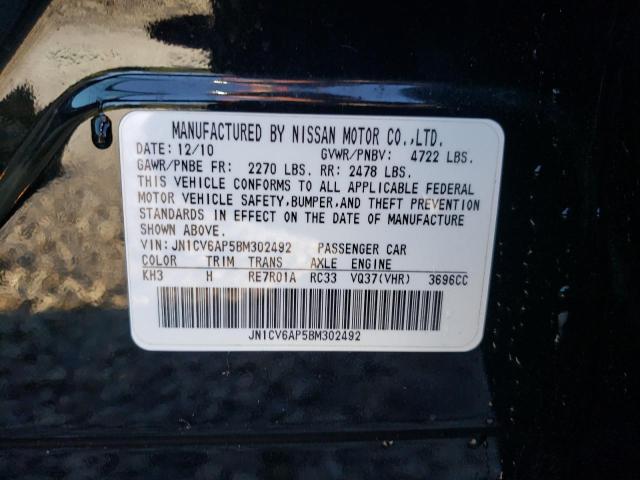 MANUFACTURED BY NISSAN MOTOR CO.,LTD.
DATE: 12/10 GVWR/PNBV: 4722 LBS.
GAWR/PNBE FR: 2270 LBS. RR: 2478 LBS.
THIS VEHICLE CONFORMS TO ALL APPLICABLE FEDERAL
MOTOR VEHICLE SAFETY,BUMPER,AND THEFT PREVENTION
STANDARDS IN EFFECT ON THE DATE OF MANUFACTURE
SHOWN ABOVE.
VIN: JN1CV6AP5BM302492 PASSENGER CAR
COLOR TRIM TRANS AXLE ENGINE
KH3 H RE7R01A RC33 VQ37(VHR) 3696CC
JN1CV6AP5BM302492